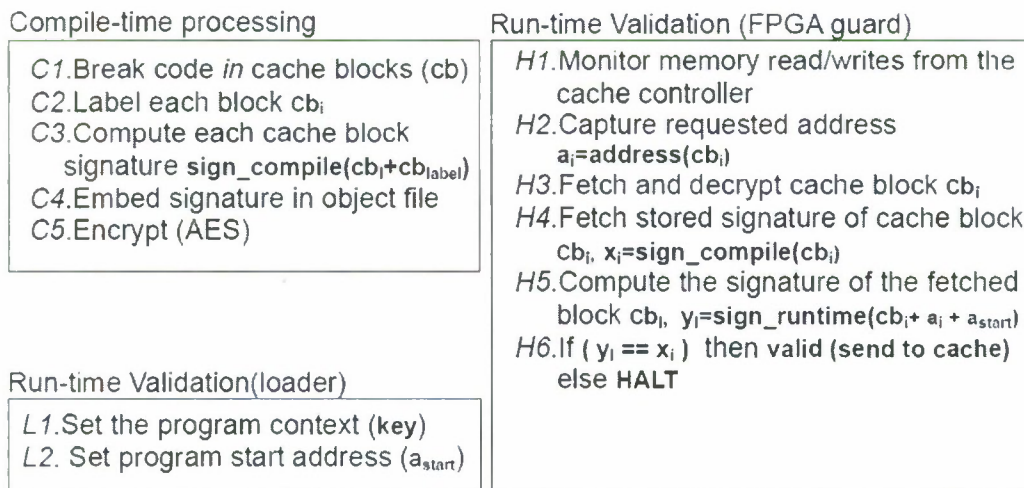 Compile-time processing
C1.Break code in cache blocks (cb)
C2.Label each block cbi
C3.Compute each cache block
signature sign_compile(cbi+cblabel)
C4.Embed signature in object file
C5.Encrypt (AES)
Run-time Validation(loader)
L1.Set the program context (key)
L2. Set program start address (astart)
Run-time Validation (FPGA guard)
H1.Monitor memory read/writes from the
cache controller
H2.Capture requested address
ai=address(cbi)
H3.Fetch and decrypt cache block cbi
H4.Fetch stored signature of cache block
cbi, xi=sign_compile(cbi)
H5.Compute the signature of the fetched
block cbi, yi=sign_runtime(cbi+ ai + astart)
H6.If ( yi == xi ) then valid (send to cache)
else HALT